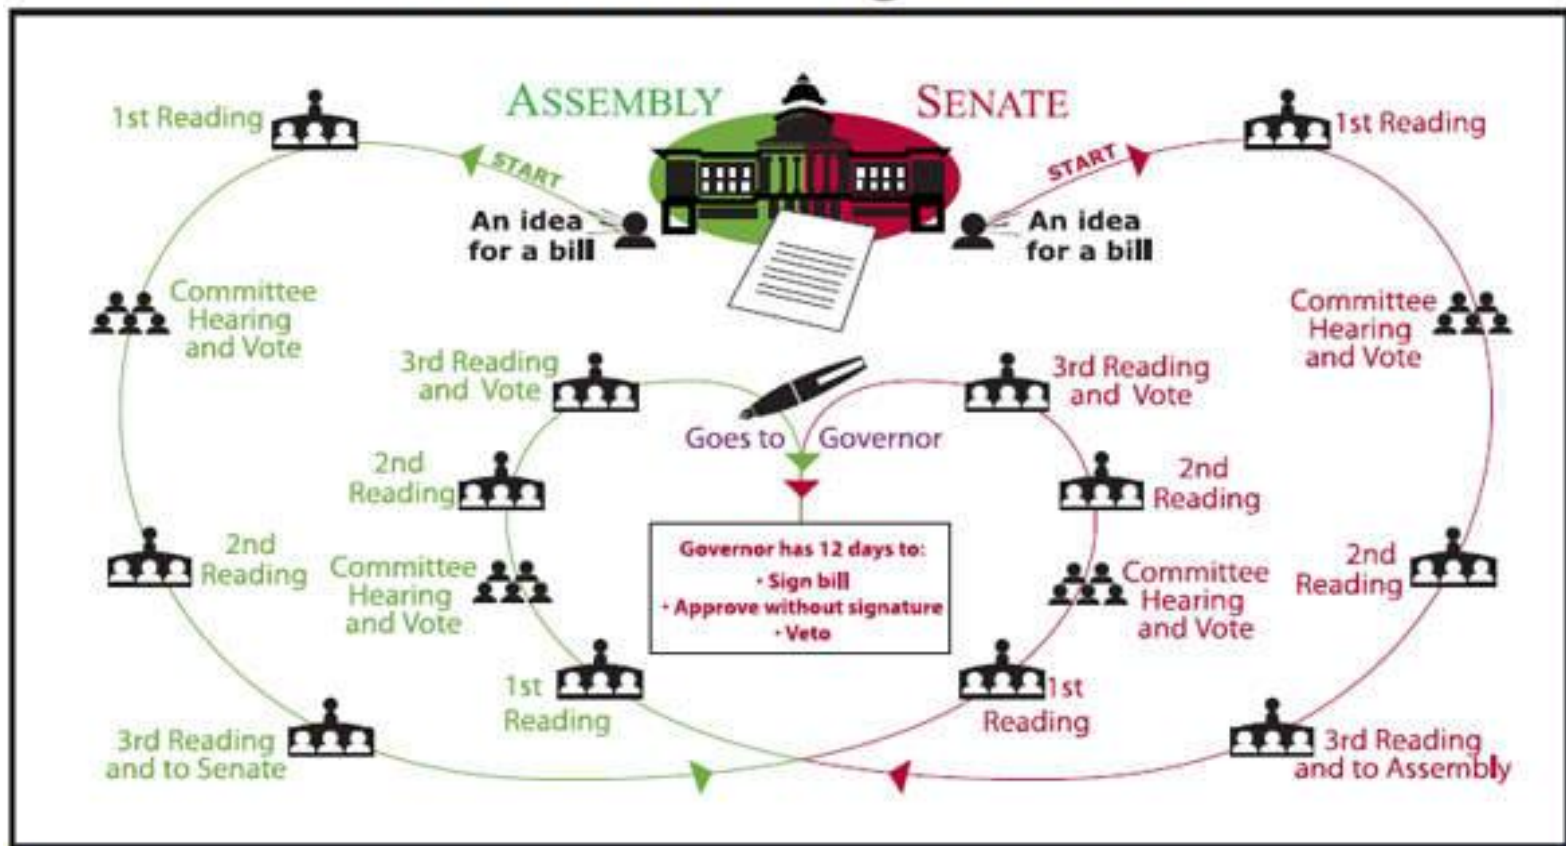 ASSEMBLY
SENATE
1st Reading
START
An idea
for a bill
START
An idea
for a bill
1st Reading
Committee
Hearing
and Vote
Committee
Hearing
and Vote
3rd Reading
and Vote
3rd Reading
and Vote
Goes to Governor
2nd
Reading
2nd
Reading
2nd
Reading
2nd
Reading
Committee
Hearing
and Vote
Governor has 12 days to:
• Sign bill
• Approve without signature
• Veto
Committee
Hearing
and Vote
1st
Reading
1st
Reading
3rd Reading
and to Senate
3rd Reading
and to Assembly